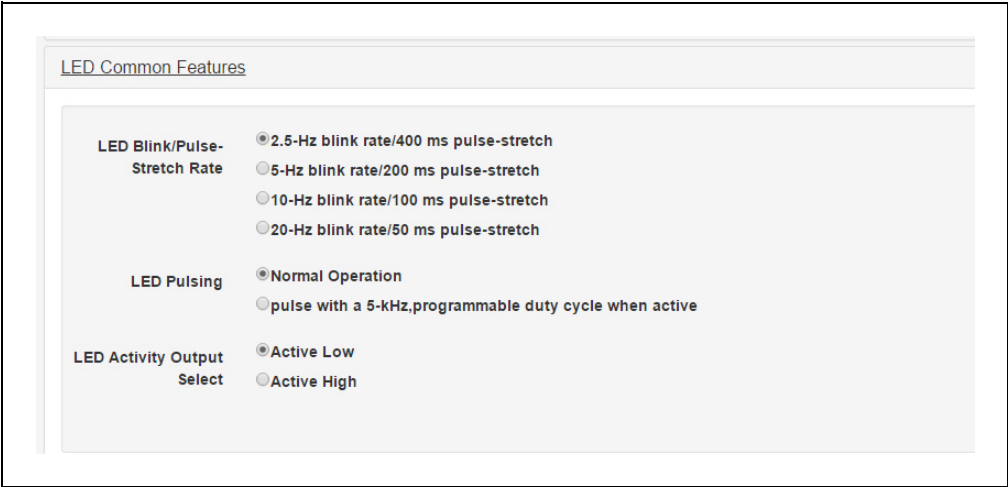 LED Common Features
LED Blink/Pulse-
Stretch Rate
2.5-Hz blink rate/400 ms pulse-stretch
5-Hz blink rate/200 ms pulse-stretch
10-Hz blink rate/100 ms pulse-stretch
20-Hz blink rate/50 ms pulse-stretch
LED Pulsing
Normal Operation
pulse with a 5-kHz,programmable duty cycle when active
LED Activity Output
Select
Active Low
Active High